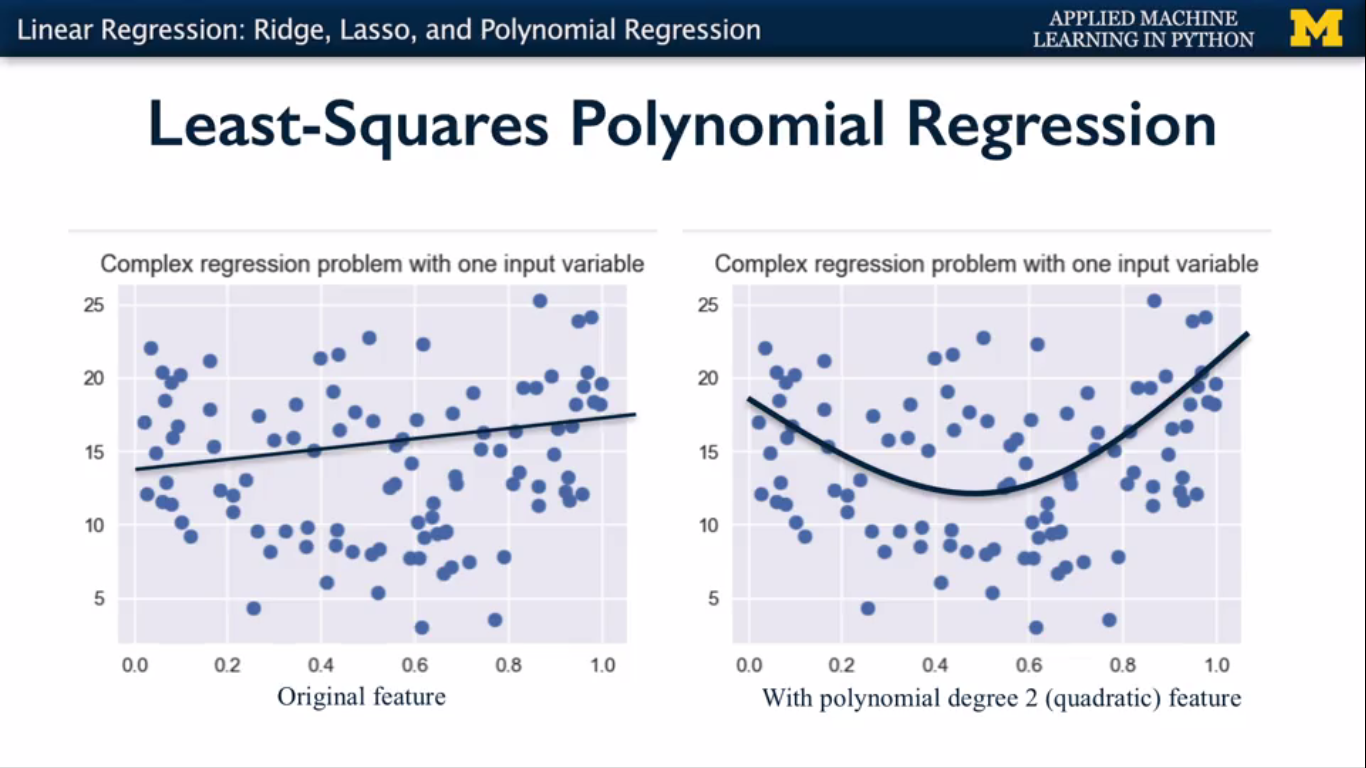 Linear Regression: Ridge, Lasso, and Polynomial Regression
APPLIED MACHINE
LEARNING IN PYTHON
M
Least-Squares Polynomial Regression
Complex regression problem with one input variable
25
20
15
10
5
0.0 0.2 0.4 0.6 0.8 1.0
Original feature
Complex regression problem with one input variable
25
20
15
10
5
0.0 0.2 0.4 0.6 0.8 1.0
With polynomial degree 2 (quadratic) feature